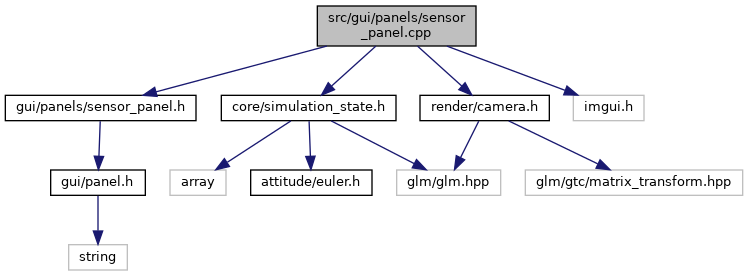 src/gui/panels/sensor
_panel.cpp
gui/panels/sensor_panel.h
core/simulation_state.h
render/camera.h
imgui.h
gui/panel.h
array
attitude/euler.h
glm/glm.hpp
glm/gtc/matrix_transform.hpp
string